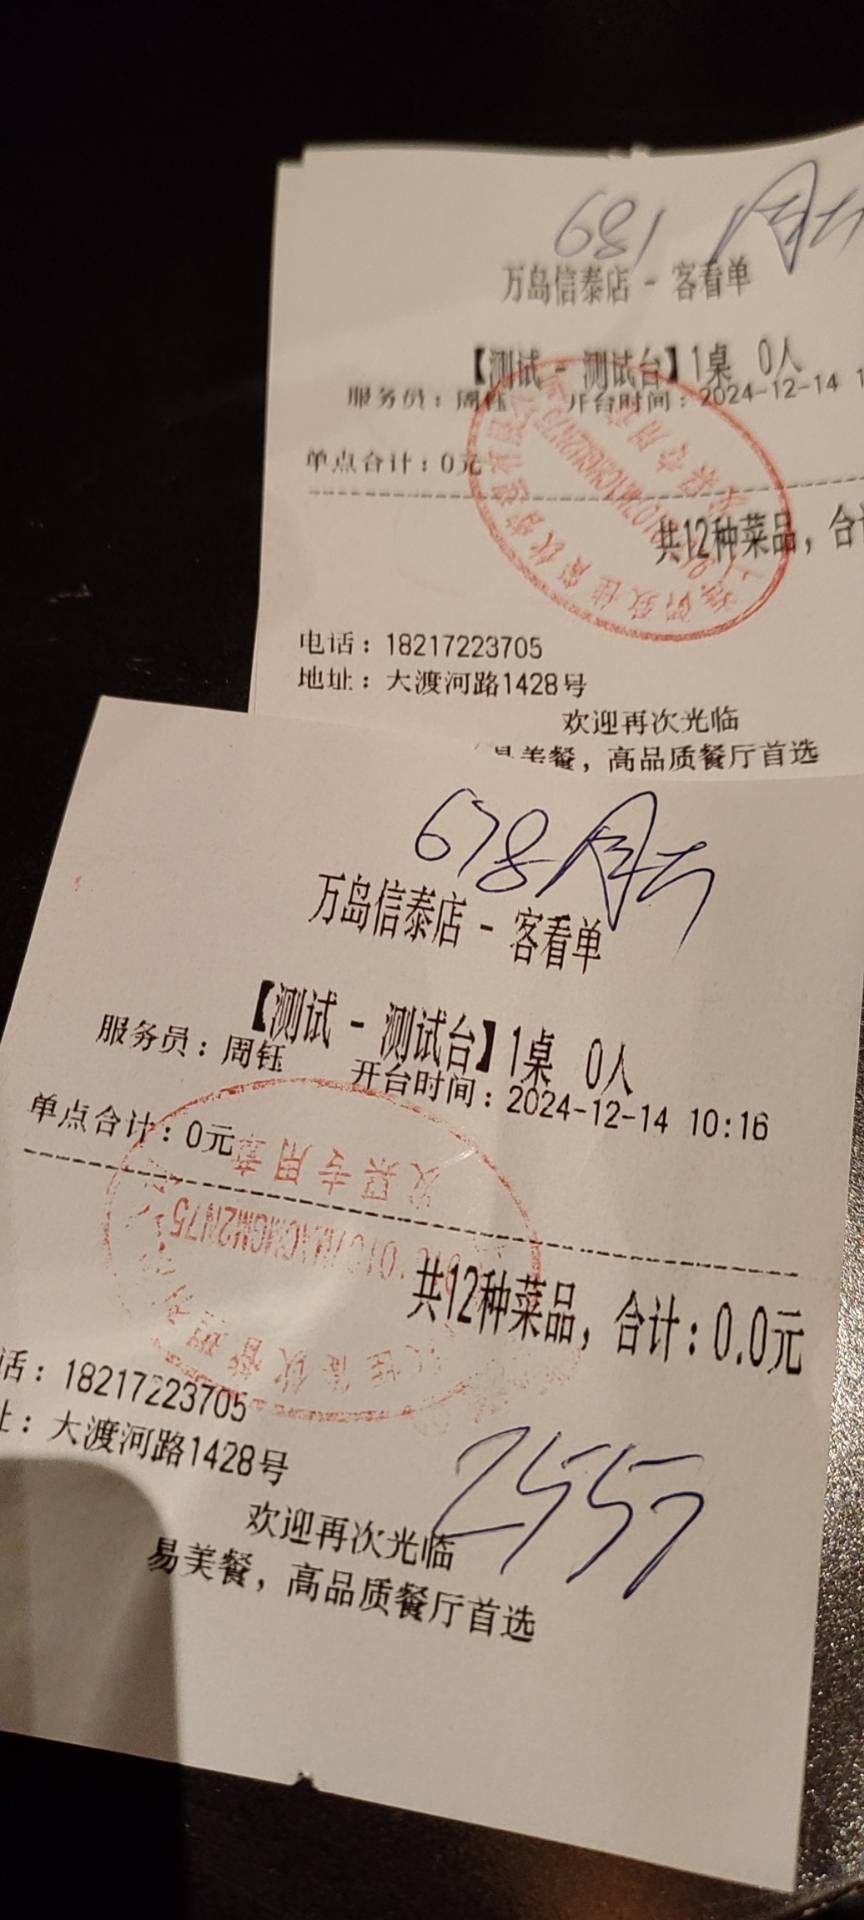 681 周
万岛信泰店 - 客看单
【测试 - 测试台】1桌 0人
服务员：周钰 开台时间：2024-12-14 1
单点合计：0元
共12种菜品，合计
电话：18217223705
地址：大渡河路1428号
欢迎再次光临
易美餐，高品质餐厅首选
678 周
万岛信泰店 - 客看单
【测试 - 测试台】1桌 0人
服务员：周钰 开台时间：2024-12-14 10:16
单点合计：0元
发票专用章
共12种菜品，合计：0.0元
话：18217223705
址：大渡河路1428号
2557
欢迎再次光临
易美餐，高品质餐厅首选